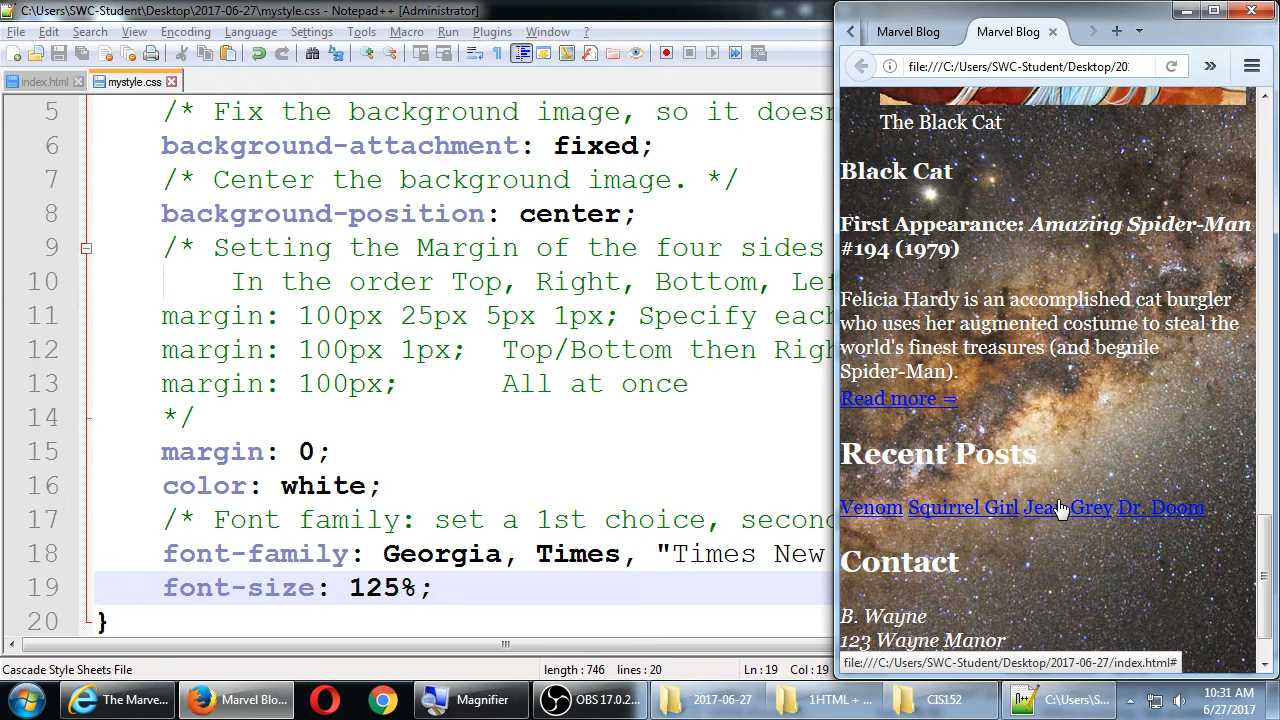 C:\Users\SWC-Student\Desktop\2017-06-27\mystyle.css - Notepad++ [Administrator]
File Edit Search View Encoding Language Settings Tools Macro Run Plugins Window ?
index.html mystyle.css
5 /* Fix the background image, so it doesn
6 background-attachment: fixed;
7 /* Center the background image. */
8 background-position: center;
9 /* Setting the Margin of the four sides
10 In the order Top, Right, Bottom, Lef
11 margin: 100px 25px 5px 1px; Specify each
12 margin: 100px 1px; Top/Bottom then Righ
13 margin: 100px; All at once
14 */
15 margin: 0;
16 color: white;
17 /* Font family: set a 1st choice, second
18 font-family: Georgia, Times, "Times New
19 font-size: 125%;
20 }
Cascade Style Sheets File length : 746 lines : 20 Ln : 19 Col : 19
Marvel Blog Marvel Blog
file:///C:/Users/SWC-Student/Desktop/20
The Black Cat
Black Cat
First Appearance: Amazing Spider-Man
#194 (1979)
Felicia Hardy is an accomplished cat burgler
who uses her augmented costume to steal the
world's finest treasures (and beguile
Spider-Man).
Read more ⇒
Recent Posts
Venom Squirrel Girl Jean Grey Dr. Doom
Contact
B. Wayne
123 Wayne Manor
file:///C:/Users/SWC-Student/Desktop/2017-06-27/index.html#
The Marve... Marvel Blo... Magnifier OBS 17.0.2... 2017-06-27 1HTML + ... CIS152 C:\Users\S...
10:31 AM
6/27/2017